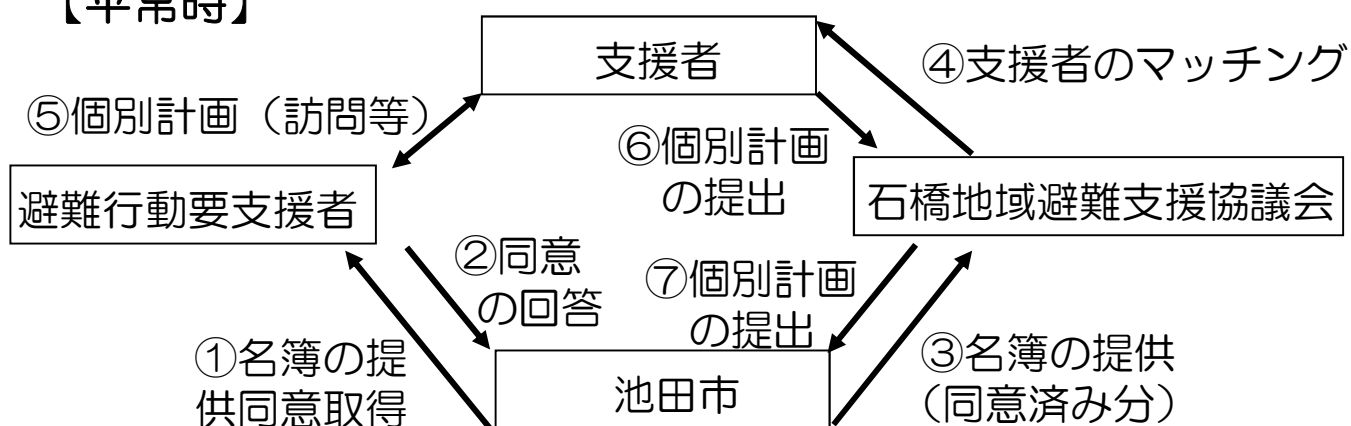 【平常時】
支援者
④支援者のマッチング
⑤個別計画（訪問等）
⑥個別計画
の提出
避難行動要支援者
石橋地域避難支援協議会
②同意
の回答
⑦個別計画
の提出
①名簿の提
供同意取得
池田市
③名簿の提供
（同意済み分）